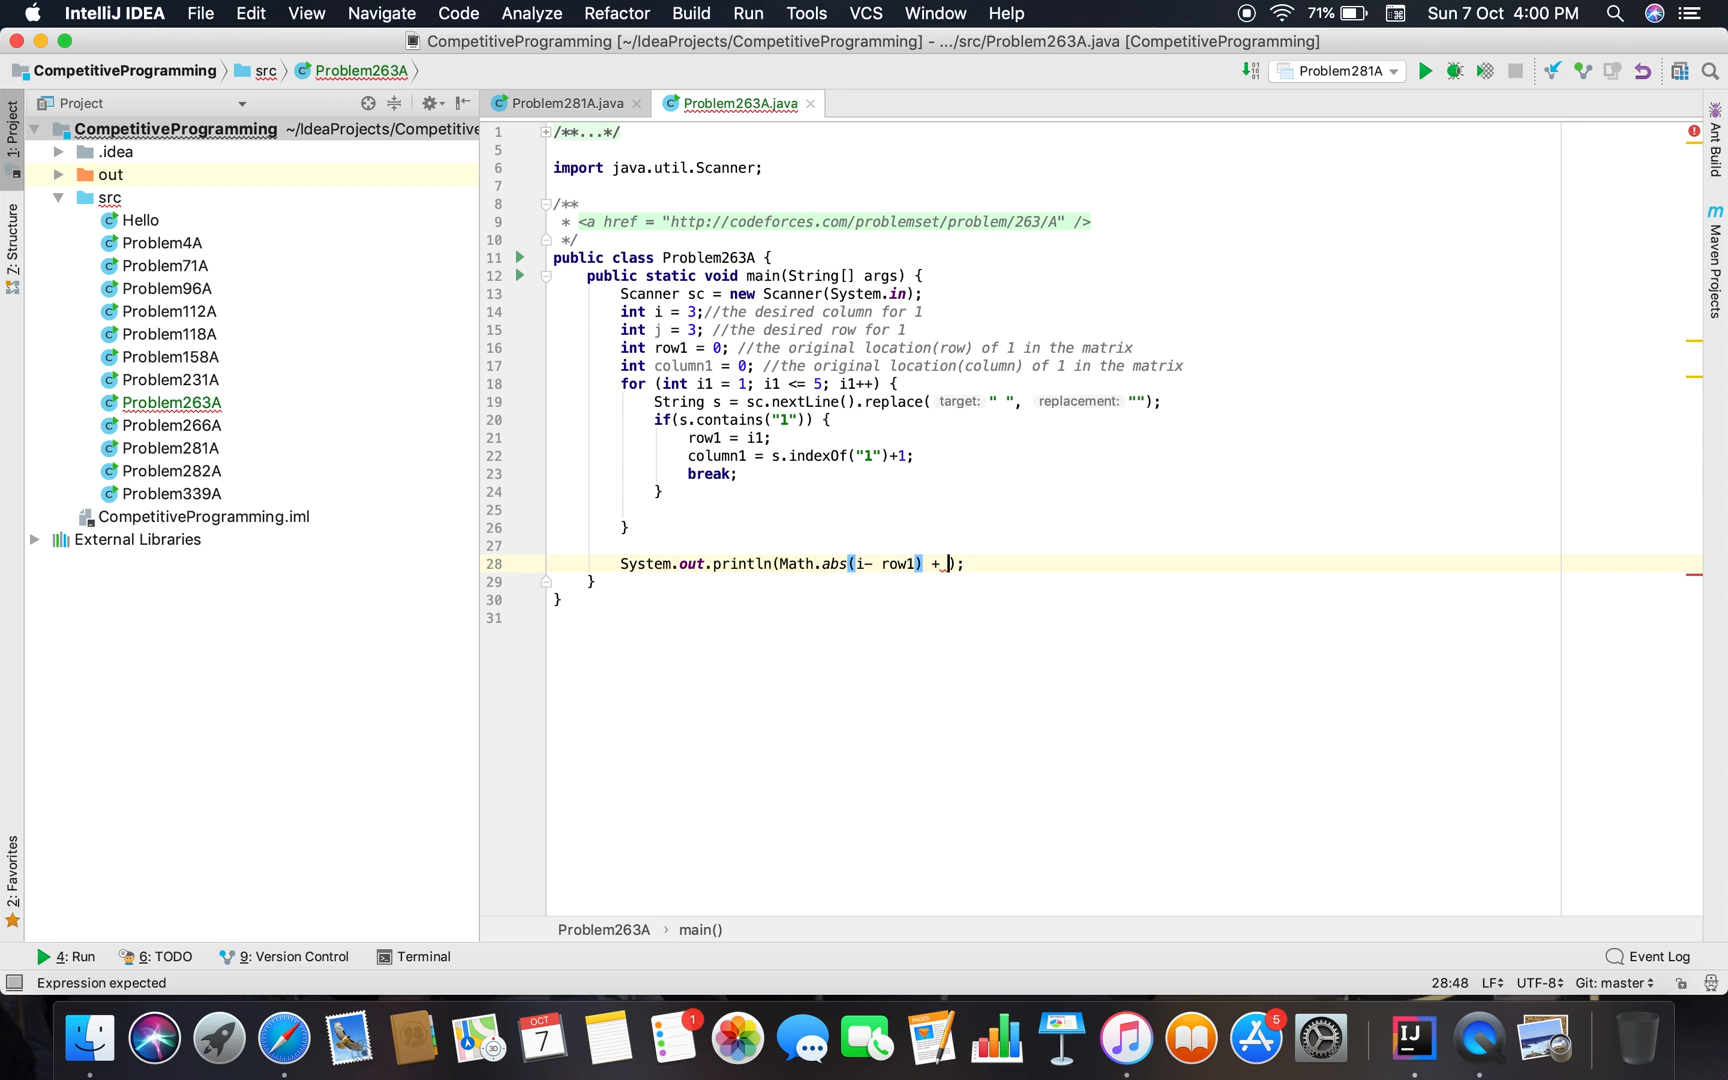 IntelliJ IDEA File Edit View Navigate Code Analyze Refactor Build Run Tools VCS Window Help 71% Sun 7 Oct 4:00 PM
CompetitiveProgramming [~/IdeaProjects/CompetitiveProgramming] - .../src/Problem263A.java [CompetitiveProgramming]
CompetitiveProgramming src Problem263A Problem281A
Project Problem281A.java Problem263A.java
1: Project
Z: Structure
2: Favorites
Ant Build
m Maven Projects
CompetitiveProgramming ~/IdeaProjects/Competitive
.idea
out
src
Hello
Problem4A
Problem71A
Problem96A
Problem112A
Problem118A
Problem158A
Problem231A
Problem263A
Problem266A
Problem281A
Problem282A
Problem339A
CompetitiveProgramming.iml
External Libraries
1 /**...*/
5
6 import java.util.Scanner;
7
8 /**
9 * <a href = "http://codeforces.com/problemset/problem/263/A" />
10 */
11 public class Problem263A {
12 public static void main(String[] args) {
13 Scanner sc = new Scanner(System.in);
14 int i = 3;//the desired column for 1
15 int j = 3; //the desired row for 1
16 int row1 = 0; //the original location(row) of 1 in the matrix
17 int column1 = 0; //the original location(column) of 1 in the matrix
18 for (int i1 = 1; i1 <= 5; i1++) {
19 String s = sc.nextLine().replace( target: " ", replacement: "");
20 if(s.contains("1")) {
21 row1 = i1;
22 column1 = s.indexOf("1")+1;
23 break;
24 }
25
26 }
27
28 System.out.println(Math.abs(i- row1) + );
29 }
30 }
31
Problem263A › main()
4: Run 6: TODO 9: Version Control Terminal Event Log
Expression expected 28:48 LF UTF-8 Git: master
OCT
7
3D
1
5
IJ